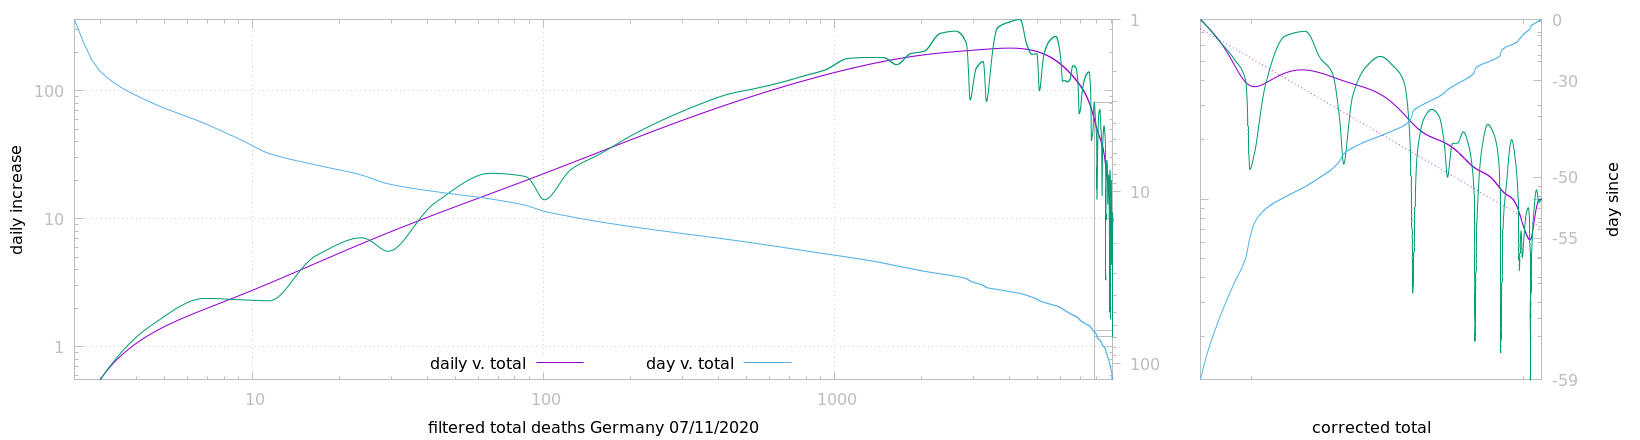 1
0
100
-30
daily increase
day since
10
-50
10
-55
1
daily v. total
day v. total
100
-59
10
100
1000
filtered total deaths Germany 07/11/2020
corrected total